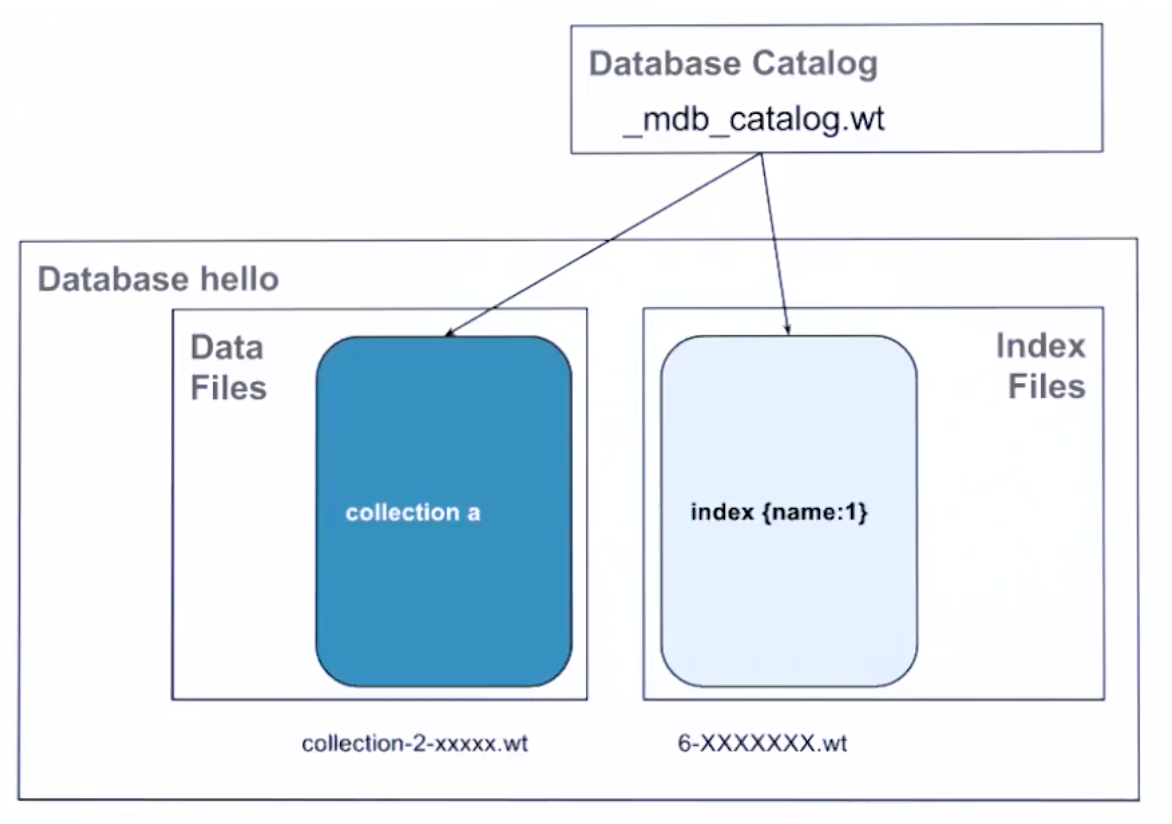 Database Catalog
_mdb_catalog.wt
Database hello
Data
Files
Index
Files
collection a
index {name:1}
collection-2-xxxxx.wt
6-XXXXXXX.wt